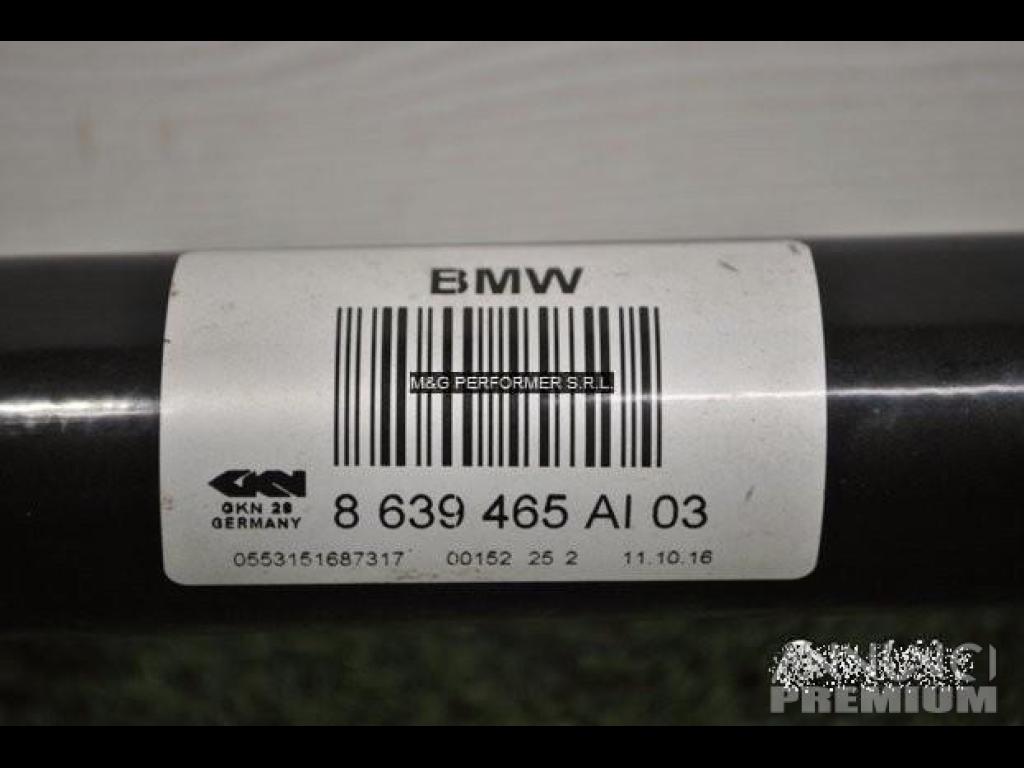 BMW
M&G PERFORMER S.R.L.
GKN
GKN 28
GERMANY
8 639 465 AI 03
0553151687317 00152 25 2 11.10.16
PREMIUM